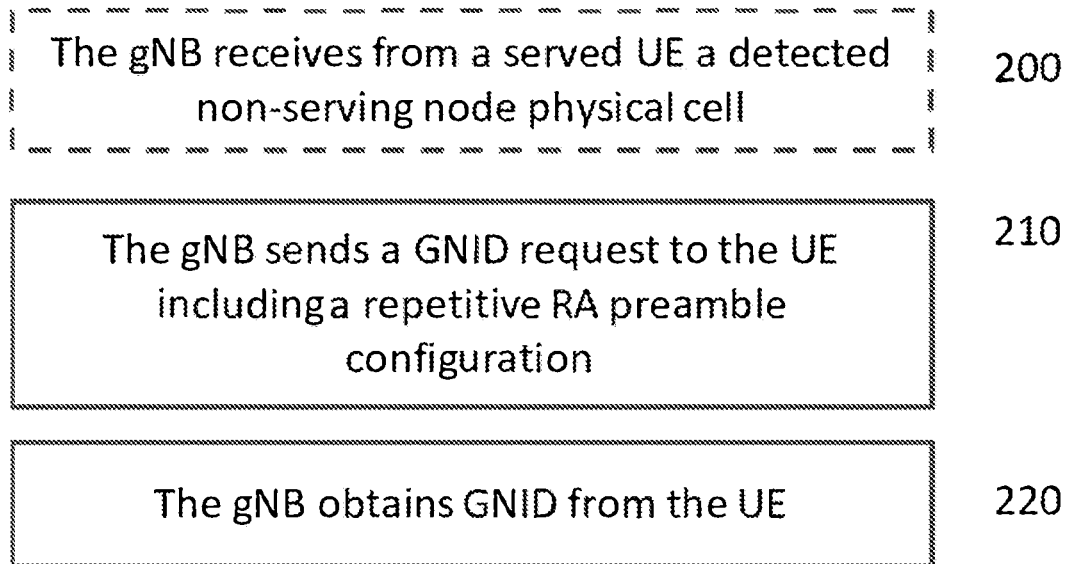 The gNB receives from a served UE a detected
non-serving node physical cell
200
The gNB sends a GNID request to the UE
including a repetitive RA preamble
configuration
210
The gNB obtains GNID from the UE
220